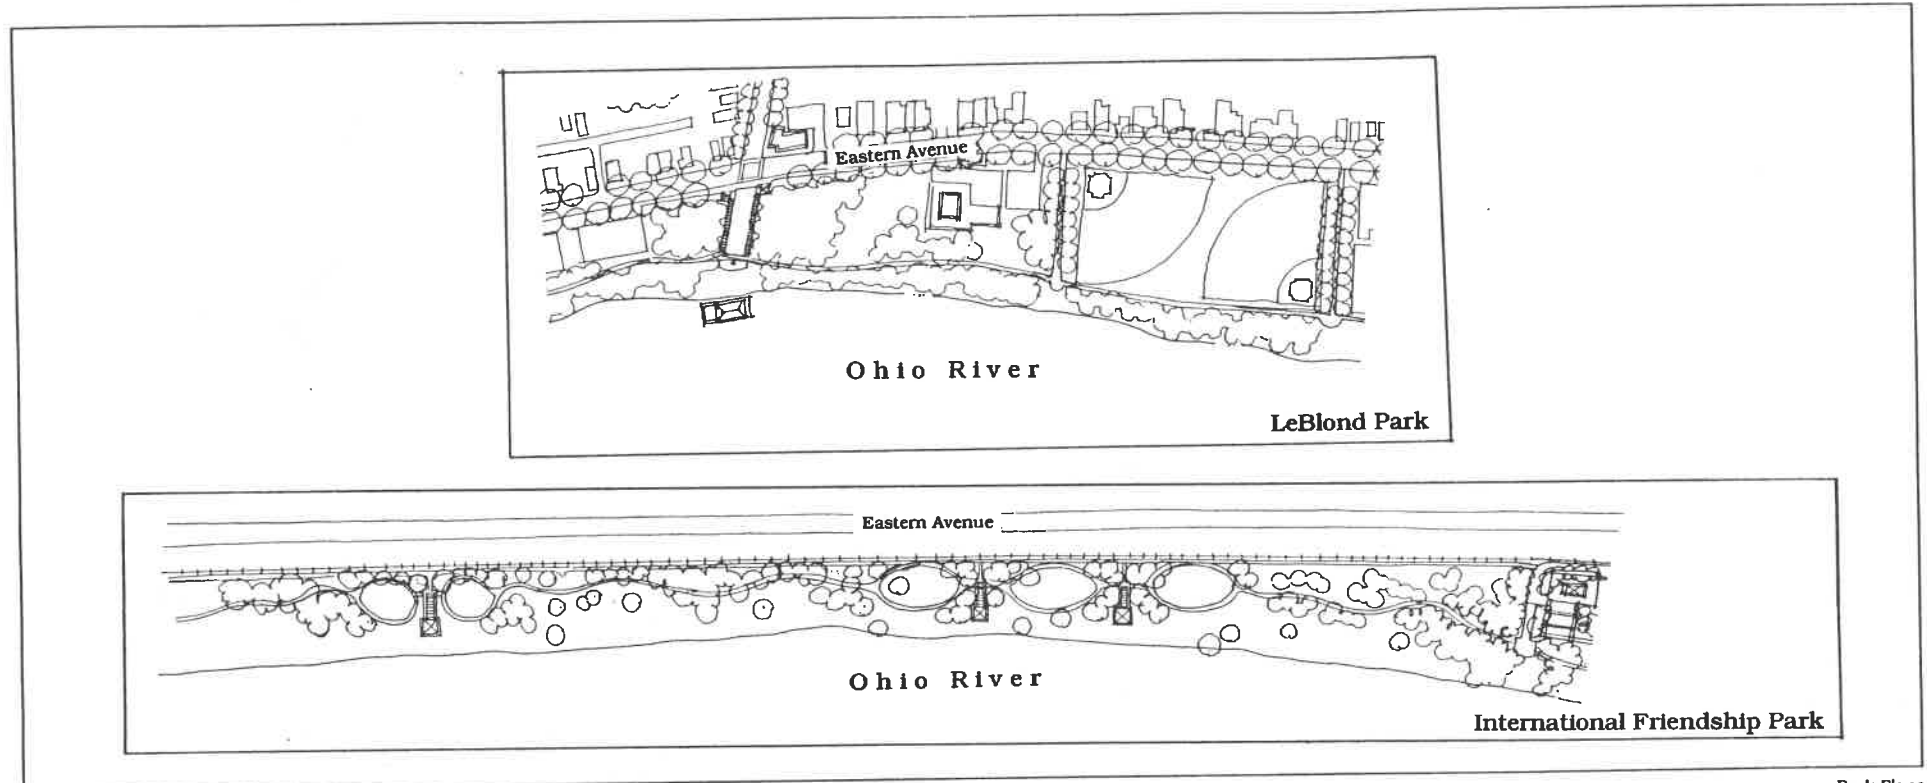 Eastern Avenue
Ohio River
LeBlond Park
Eastern Avenue
Ohio River
International Friendship Park